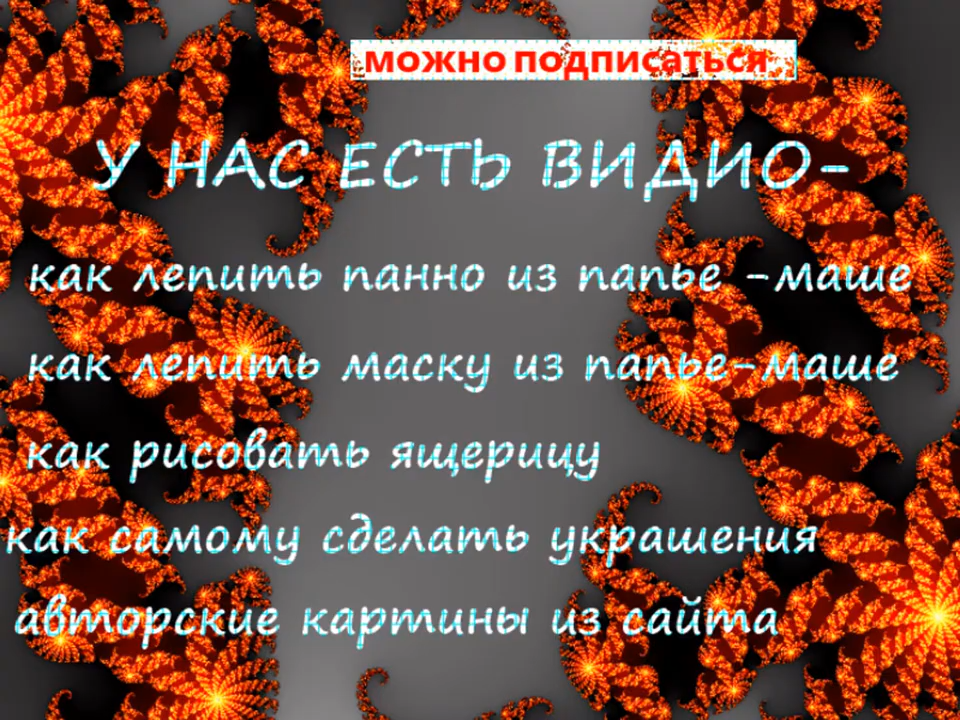 МОЖНО ПОДПИСАТЬСЯ
У НАС ЕСТЬ ВИДИО-
как лепить панно из папье -маше
как лепить маску из папье-маше
как рисовать ящерицу
как самому сделать украшения
авторские картины из сайта